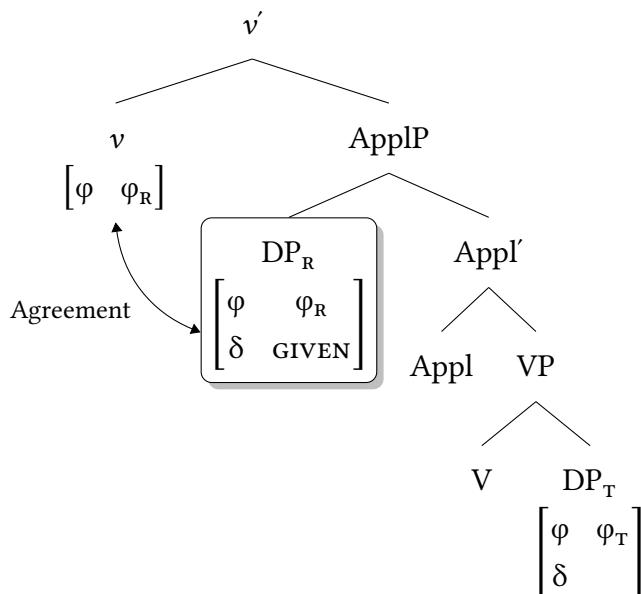 v′
v ApplP
[φ φR]
DPR Appl′
Agreement [φ φR
δ GIVEN] Appl VP
V DPT
[φ φT
δ]